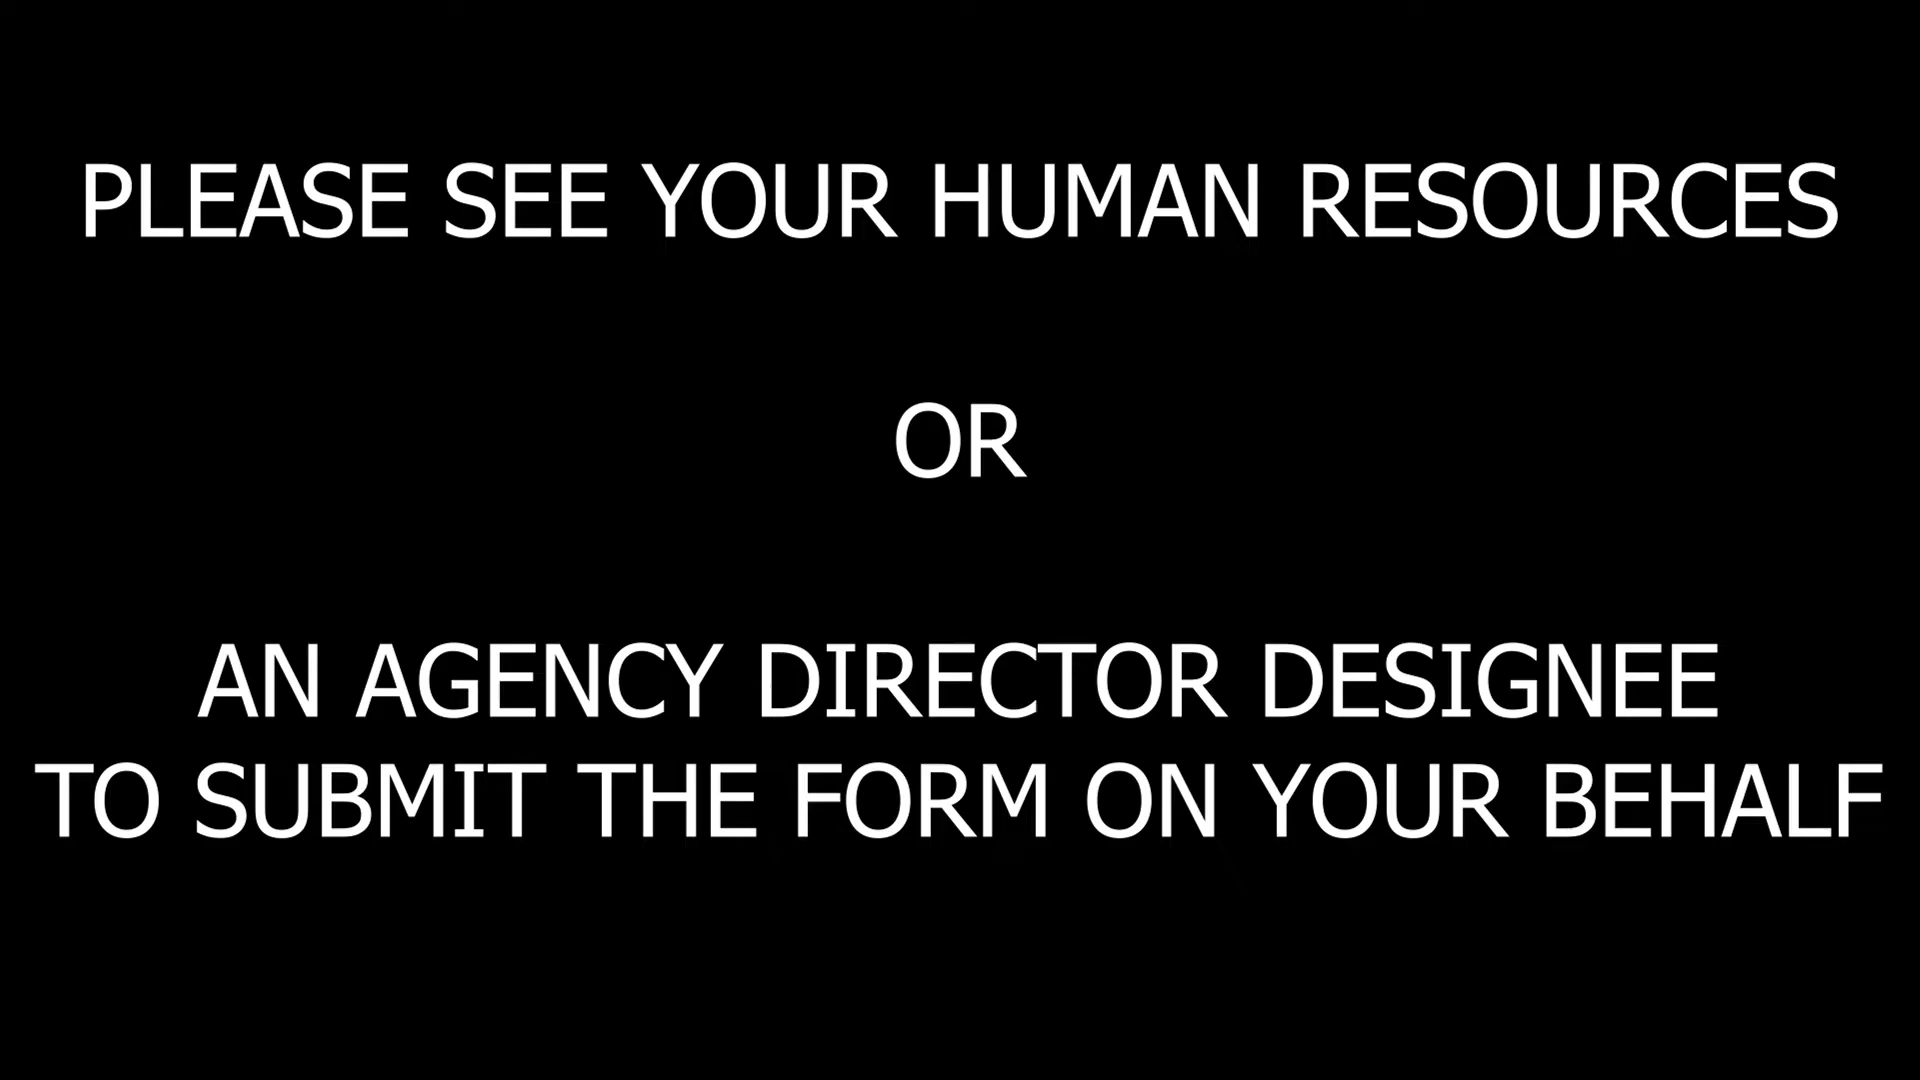 PLEASE SEE YOUR HUMAN RESOURCES
OR
AN AGENCY DIRECTOR DESIGNEE
TO SUBMIT THE FORM ON YOUR BEHALF